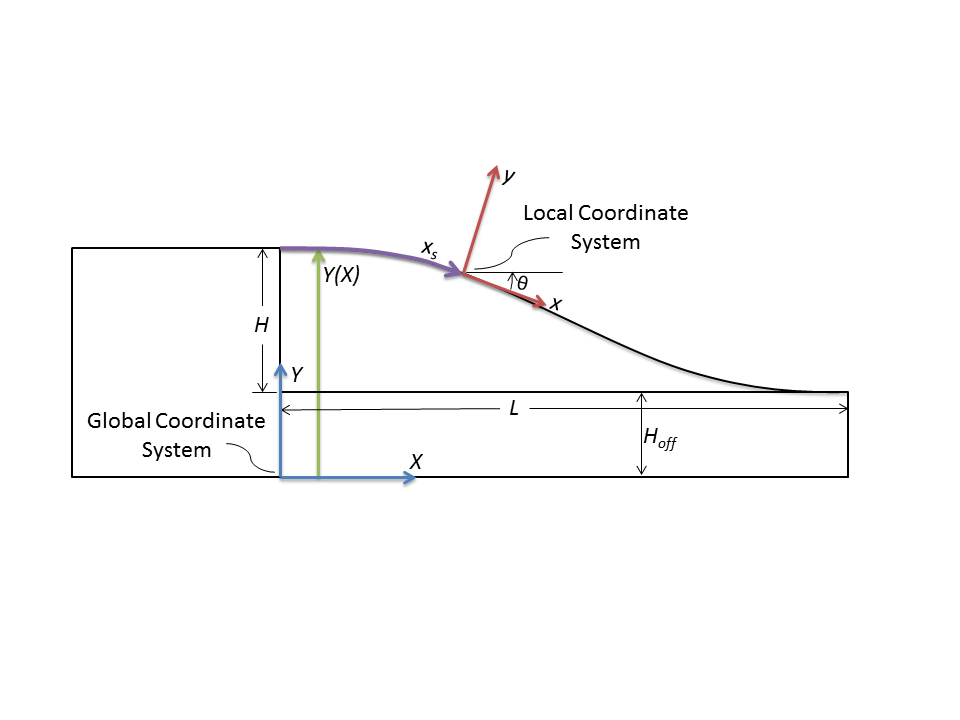 y
Local Coordinate
System
x_s
Y(X)
θ
x
H
Y
L
Global Coordinate
System
H_off
X